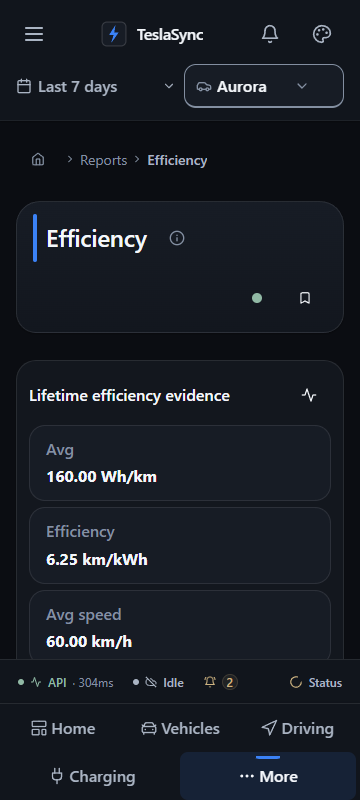 TeslaSync
Last 7 days
Aurora
Reports
Efficiency
Efficiency
Lifetime efficiency evidence
Avg
160.00 Wh/km
Efficiency
6.25 km/kWh
Avg speed
60.00 km/h
API · 304ms
Idle
2
Status
Home
Vehicles
Driving
Charging
More